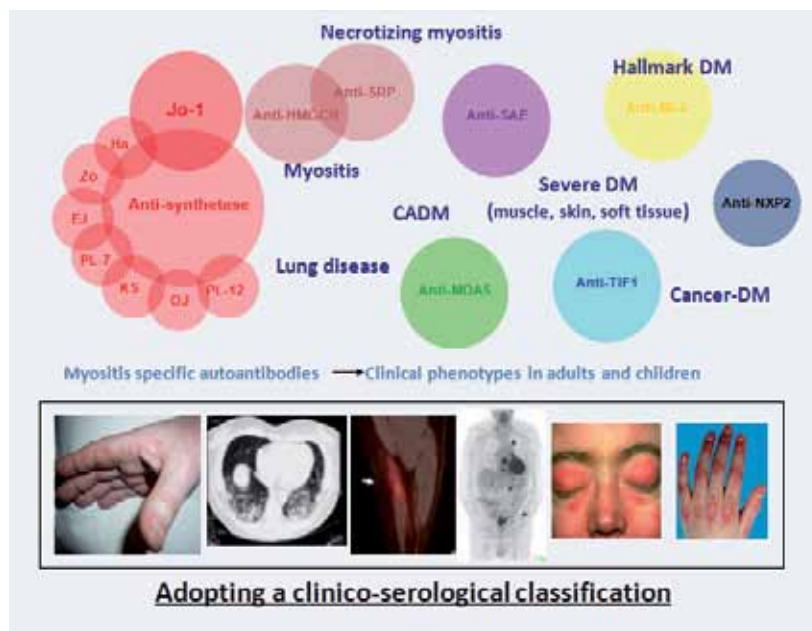 Necrotizing myositis
Hallmark DM
Jo-1
Anti-SRP
Anti-HMGCR
Anti-SAE
Anti-Mi-2
Ha
Zo
Myositis
Severe DM
(muscle, skin, soft tissue)
Anti-NXP2
Anti-synthetase
EJ
CADM
PL 7
Lung disease
KS
OJ
PL-12
Anti-MDA5
Anti-TIF1
Cancer-DM
Myositis specific autoantibodies → Clinical phenotypes in adults and children
Adopting a clinico-serological classification